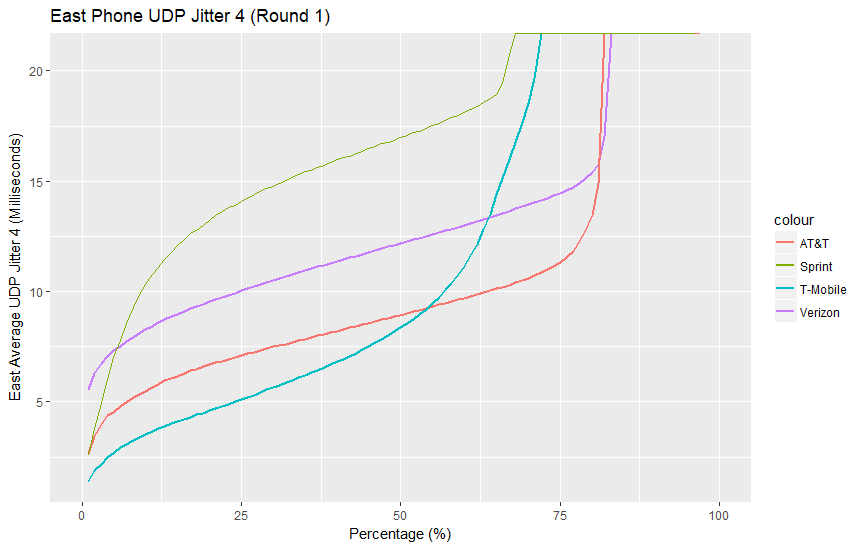 East Phone UDP Jitter 4 (Round 1)
East Average UDP Jitter 4 (Milliseconds)
20
15
10
5
0
25
50
75
100
Percentage (%)
colour
AT&T
Sprint
T-Mobile
Verizon